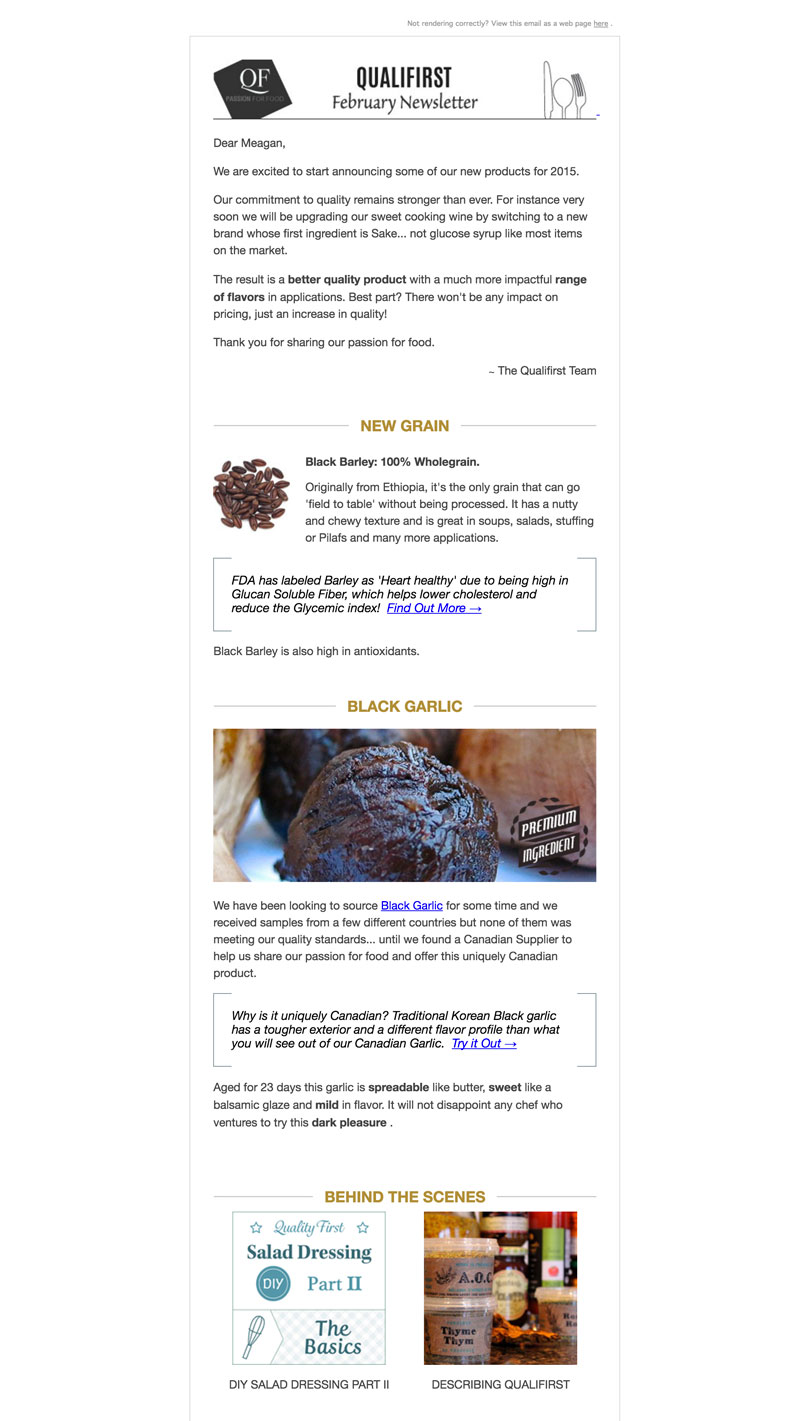 Not rendering correctly? View this email as a web page here .
QF
PASSION FOR FOOD
QUALIFIRST
February Newsletter
Dear Meagan,
We are excited to start announcing some of our new products for 2015.
Our commitment to quality remains stronger than ever. For instance very
soon we will be upgrading our sweet cooking wine by switching to a new
brand whose first ingredient is Sake... not glucose syrup like most items
on the market.
The result is a better quality product with a much more impactful range
of flavors in applications. Best part? There won't be any impact on
pricing, just an increase in quality!
Thank you for sharing our passion for food.
~ The Qualifirst Team
NEW GRAIN
Black Barley: 100% Wholegrain.
Originally from Ethiopia, it's the only grain that can go
'field to table' without being processed. It has a nutty
and chewy texture and is great in soups, salads, stuffing
or Pilafs and many more applications.
FDA has labeled Barley as 'Heart healthy' due to being high in
Glucan Soluble Fiber, which helps lower cholesterol and
reduce the Glycemic index! Find Out More →
Black Barley is also high in antioxidants.
BLACK GARLIC
PREMIUM
INGREDIENT
We have been looking to source Black Garlic for some time and we
received samples from a few different countries but none of them was
meeting our quality standards... until we found a Canadian Supplier to
help us share our passion for food and offer this uniquely Canadian
product.
Why is it uniquely Canadian? Traditional Korean Black garlic
has a tougher exterior and a different flavor profile than what
you will see out of our Canadian Garlic. Try it Out →
Aged for 23 days this garlic is spreadable like butter, sweet like a
balsamic glaze and mild in flavor. It will not disappoint any chef who
ventures to try this dark pleasure .
BEHIND THE SCENES
Quality First
Salad Dressing
DIY Part II
The
Basics
A.O.C
Thyme
Thym
DIY SALAD DRESSING PART II
DESCRIBING QUALIFIRST